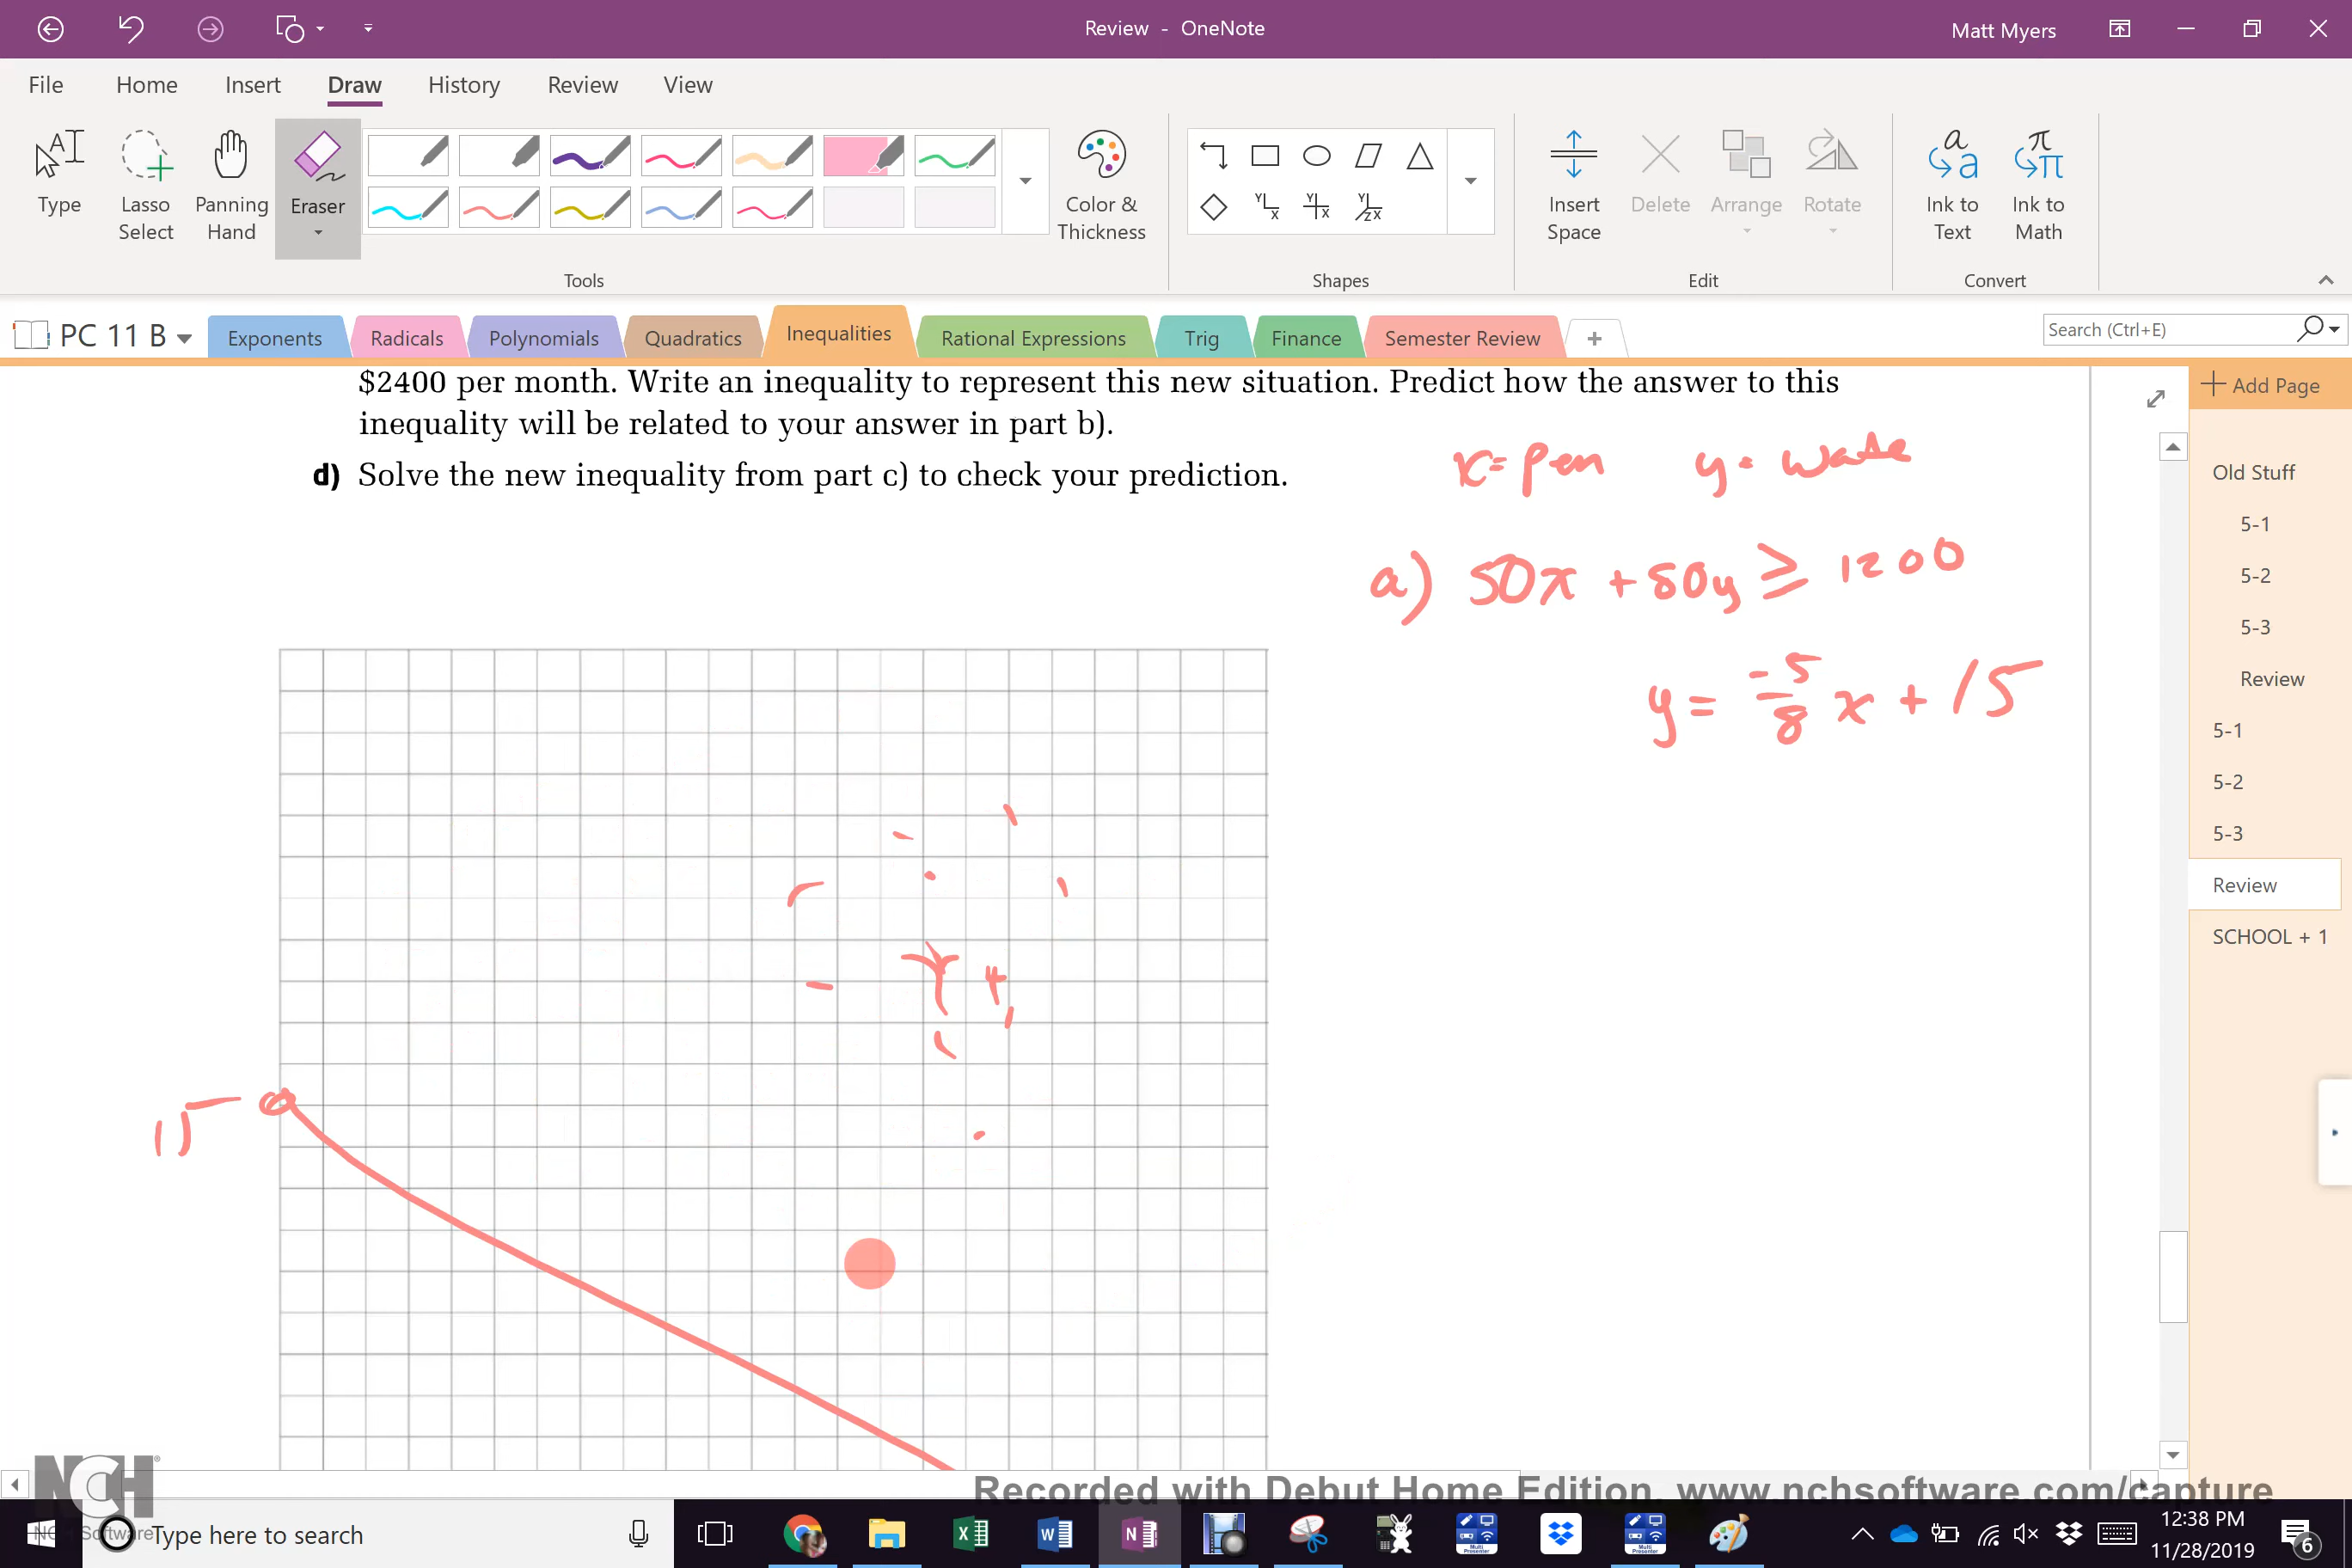 Review - OneNote
Matt Myers
File Home Insert Draw History Review View
Type
Lasso Select
Panning Hand
Eraser
Color & Thickness
Insert Space
Delete
Arrange
Rotate
Ink to Text
Ink to Math
Tools
Shapes
Edit
Convert
PC 11 B
Exponents Radicals Polynomials Quadratics Inequalities Rational Expressions Trig Finance Semester Review
Search (Ctrl+E)
Add Page
$2400 per month. Write an inequality to represent this new situation. Predict how the answer to this
inequality will be related to your answer in part b).
d) Solve the new inequality from part c) to check your prediction.
x = pen y = wate
a) 50x + 80y ≥ 1200
y = -5/8 x + 15
15
Old Stuff
5-1
5-2
5-3
Review
5-1
5-2
5-3
Review
SCHOOL + 1
NCH
NCH Software
Recorded with Debut Home Edition. www.nchsoftware.com/capture
Type here to search
12:38 PM
11/28/2019
6